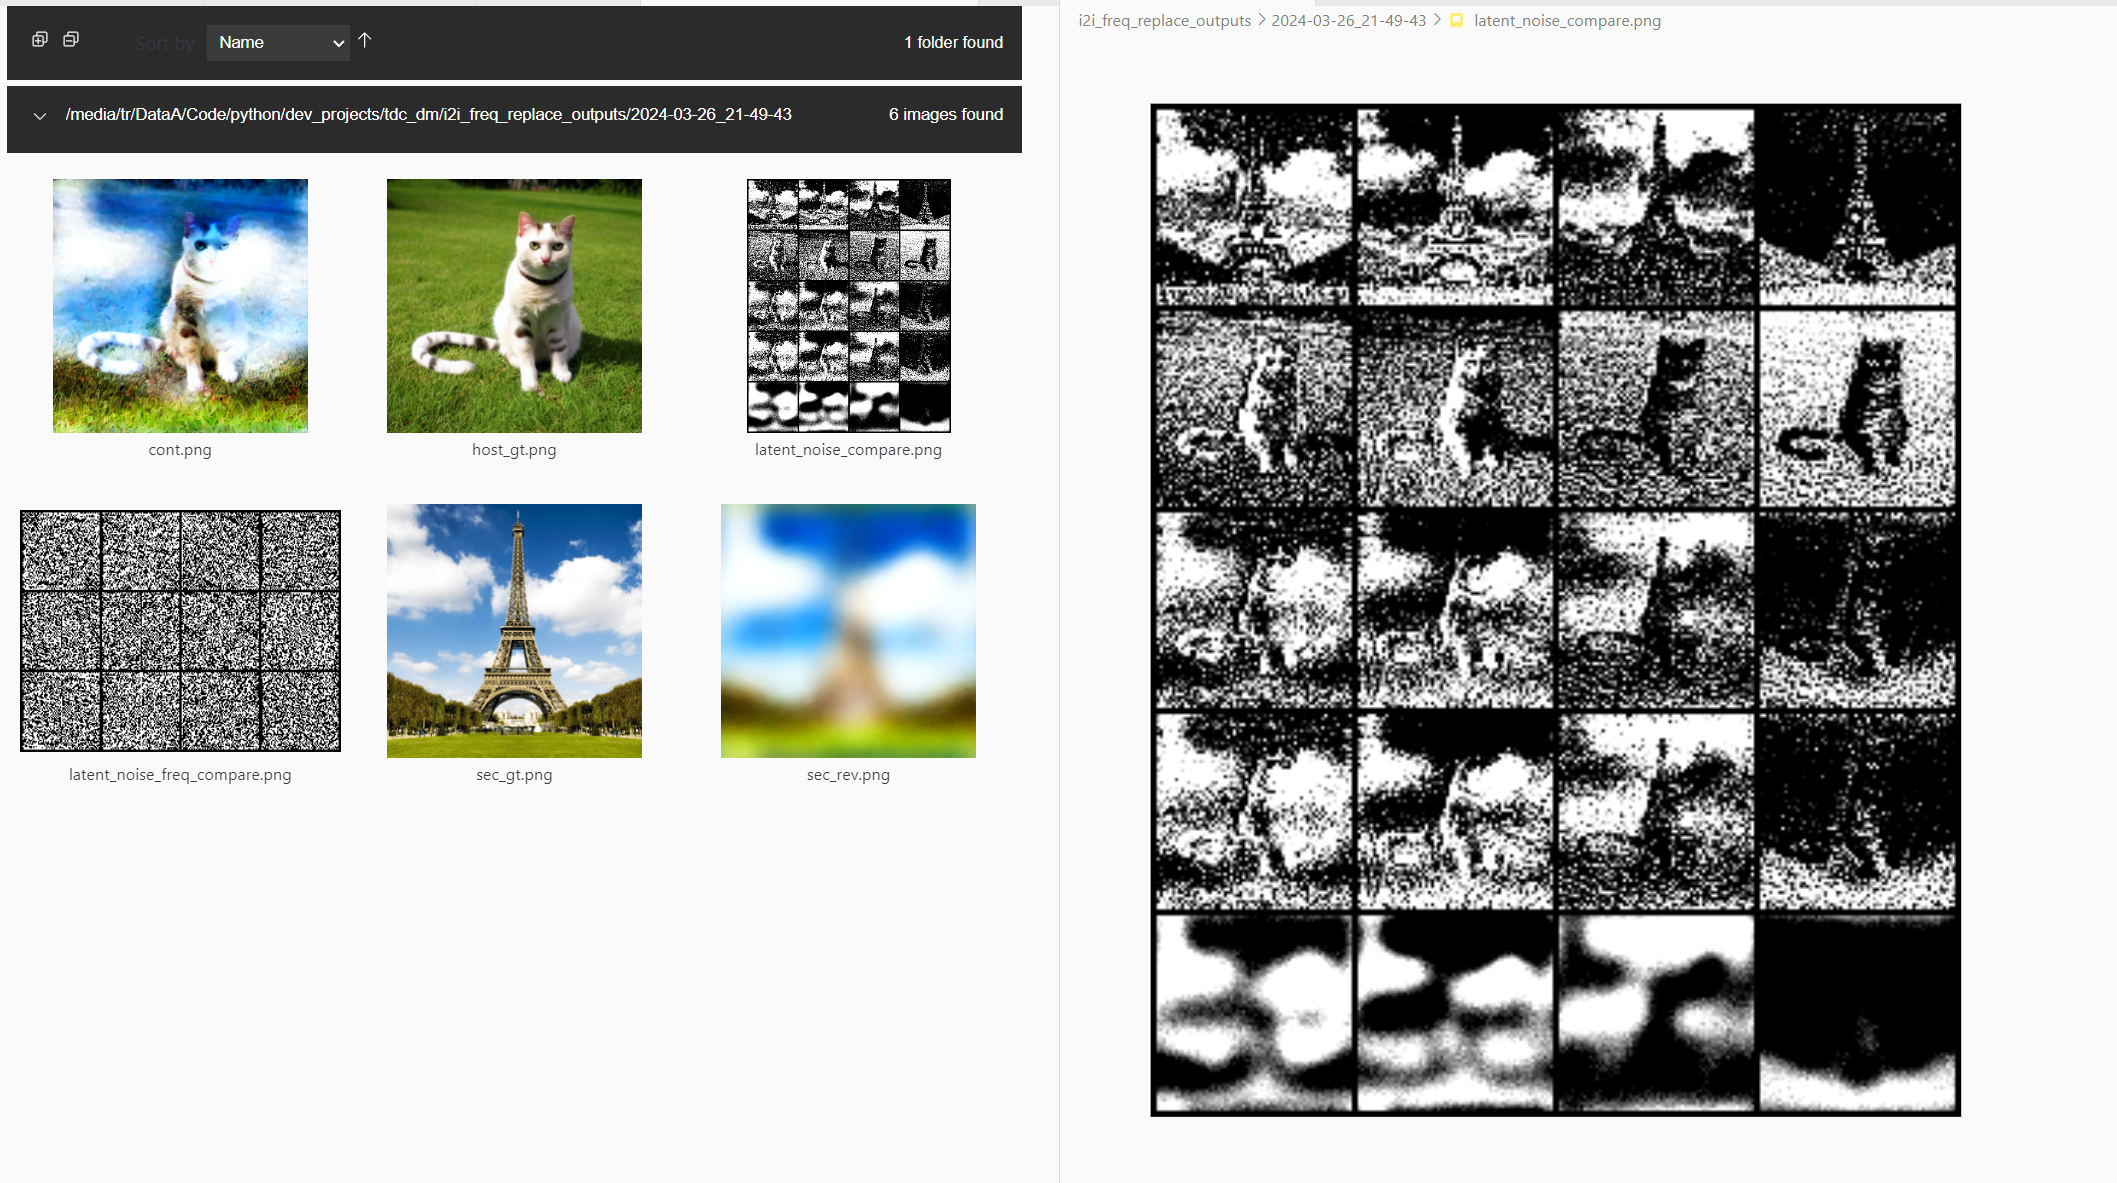 Sort by Name 1 folder found
/media/tr/DataA/Code/python/dev_projects/tdc_dm/i2i_freq_replace_outputs/2024-03-26_21-49-43 6 images found
cont.png host_gt.png latent_noise_compare.png
latent_noise_freq_compare.png sec_gt.png sec_rev.png
i2i_freq_replace_outputs > 2024-03-26_21-49-43 > latent_noise_compare.png